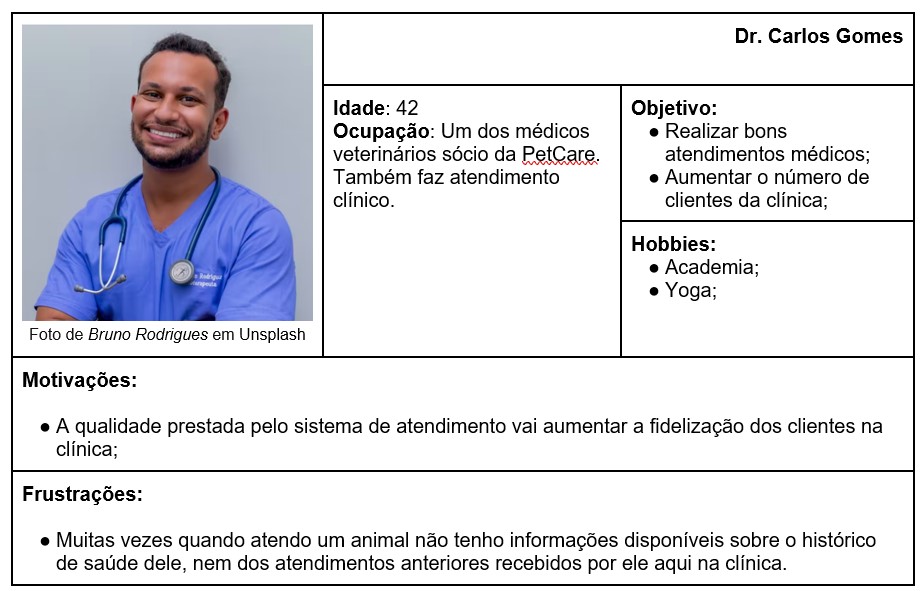 Dr. Carlos Gomes
Idade: 42
Ocupação: Um dos médicos
veterinários sócio da PetCare.
Também faz atendimento
clínico.
Objetivo:
● Realizar bons
atendimentos médicos;
● Aumentar o número de
clientes da clínica;
Hobbies:
● Academia;
● Yoga;
Foto de Bruno Rodrigues em Unsplash
Motivações:
● A qualidade prestada pelo sistema de atendimento vai aumentar a fidelização dos clientes na
clínica;
Frustrações:
● Muitas vezes quando atendo um animal não tenho informações disponíveis sobre o histórico
de saúde dele, nem dos atendimentos anteriores recebidos por ele aqui na clínica.